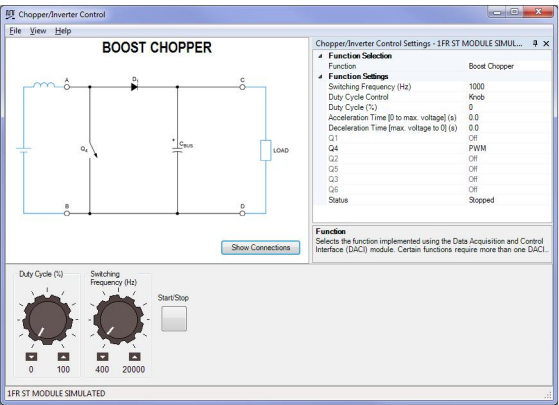 Chopper/Inverter Control
File View Help
BOOST CHOPPER
A
D1
C
Q4
+
CBUS
LOAD
B
D
Show Connections
Chopper/Inverter Control Settings - 1FR ST MODULE SIMUL...
Function Selection
Function Boost Chopper
Function Settings
Switching Frequency (Hz) 1000
Duty Cycle Control Knob
Duty Cycle (%) 0
Acceleration Time [0 to max. voltage] (s) 0.0
Deceleration Time [max. voltage to 0] (s) 0.0
Q1 Off
Q4 PWM
Q2 Off
Q5 Off
Q3 Off
Q6 Off
Status Stopped
Function
Selects the function implemented using the Data Acquisition and Control
Interface (DACI) module. Certain functions require more than one DACI...
Duty Cycle (%)
0 100
Switching
Frequency (Hz)
400 20000
Start/Stop
1FR ST MODULE SIMULATED